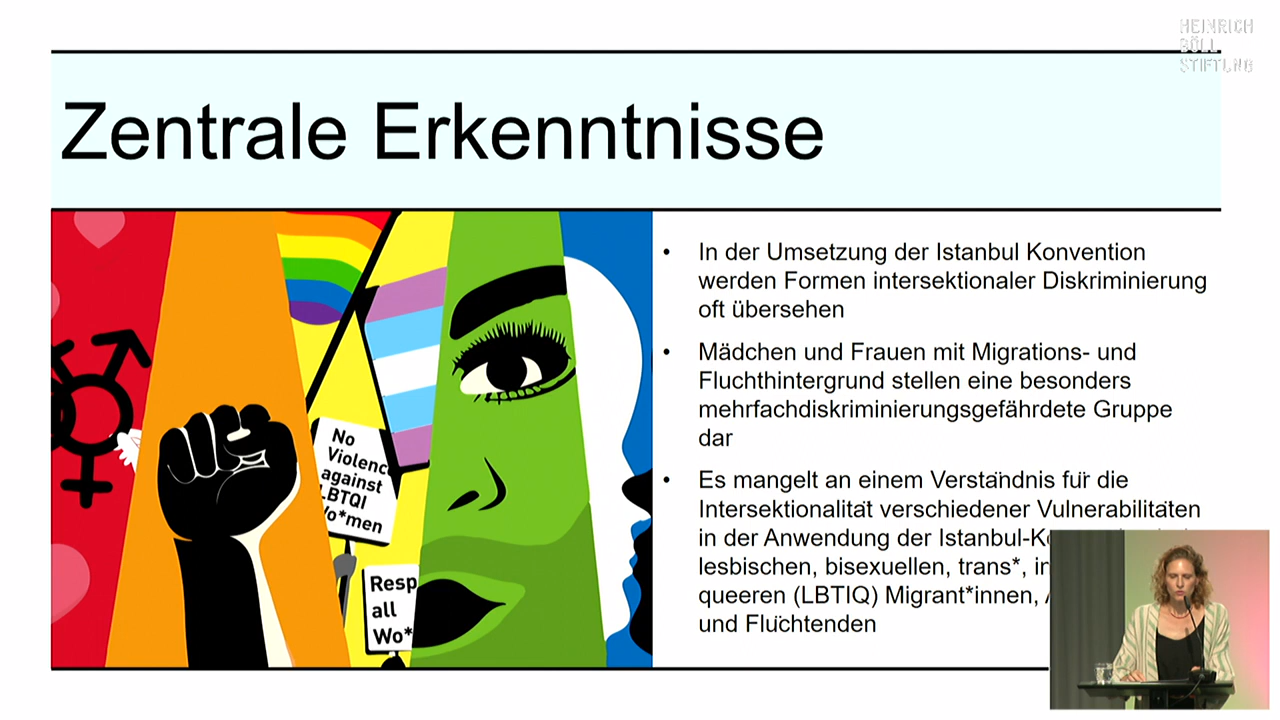 HEINRICH
BÖLL
STIFTUNG
Zentrale Erkenntnisse
No
Violenc
against
LBTQI
Wo*men
Resp
all
Wo*
• In der Umsetzung der Istanbul Konvention
werden Formen intersektionaler Diskriminierung
oft übersehen
• Mädchen und Frauen mit Migrations- und
Fluchthintergrund stellen eine besonders
mehrfachdiskriminierungsgefährdete Gruppe
dar
• Es mangelt an einem Verständnis für die
Intersektionalität verschiedener Vulnerabilitäten
in der Anwendung der Istanbul-
lesbischen, bisexuellen, trans*,
queeren (LBTIQ) Migrant*innen,
und Flüchtenden